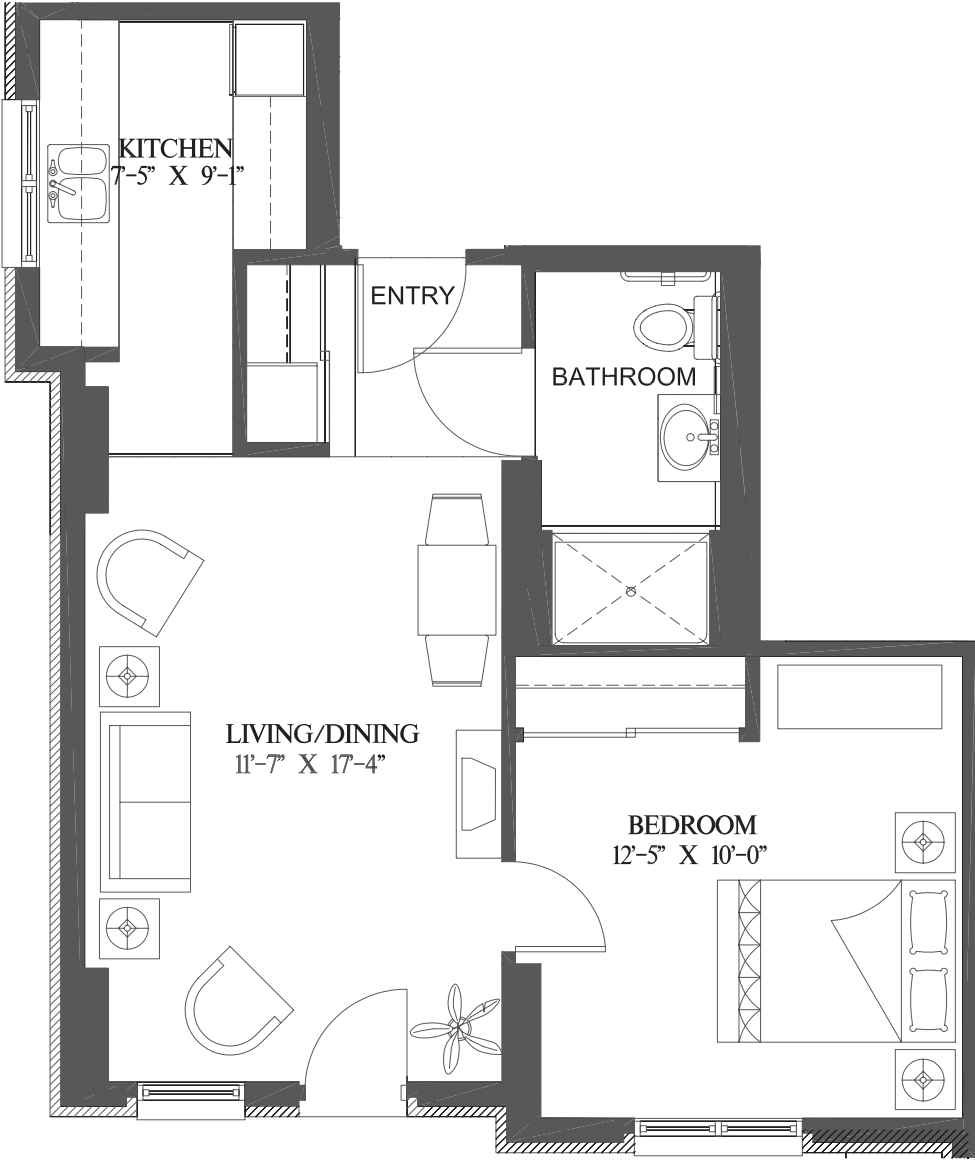 KITCHEN
7'-5" X 9'-1"
ENTRY
BATHROOM
LIVING/DINING
11'-7" X 17'-4"
BEDROOM
12'-5" X 10'-0"